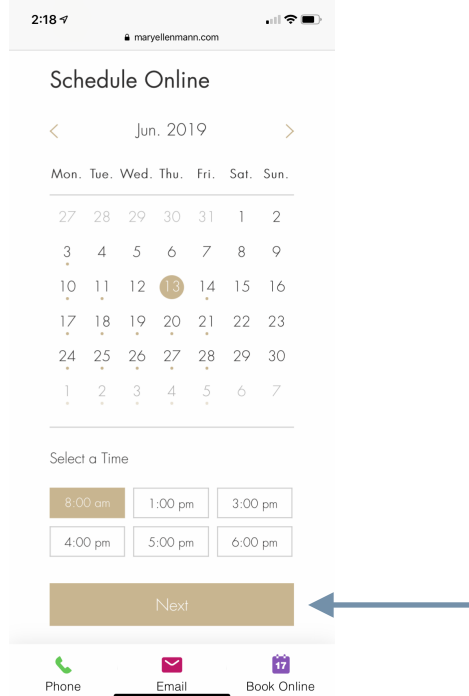 2:18
maryellenmann.com
Schedule Online
< Jun. 2019 >
Mon. Tue. Wed. Thu. Fri. Sat. Sun.
27 28 29 30 31 1 2
3 4 5 6 7 8 9
10 11 12 13 14 15 16
17 18 19 20 21 22 23
24 25 26 27 28 29 30
1 2 3 4 5 6 7
Select a Time
8:00 am 1:00 pm 3:00 pm
4:00 pm 5:00 pm 6:00 pm
Next
17
Phone Email Book Online